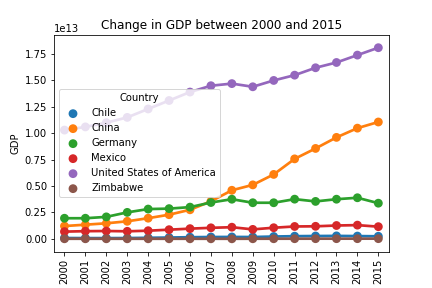 Change in GDP between 2000 and 2015
1e13
1.75
1.50
1.25
1.00
0.75
0.50
0.25
0.00
GDP
Country
Chile
China
Germany
Mexico
United States of America
Zimbabwe
2000
2001
2002
2003
2004
2005
2006
2007
2008
2009
2010
2011
2012
2013
2014
2015